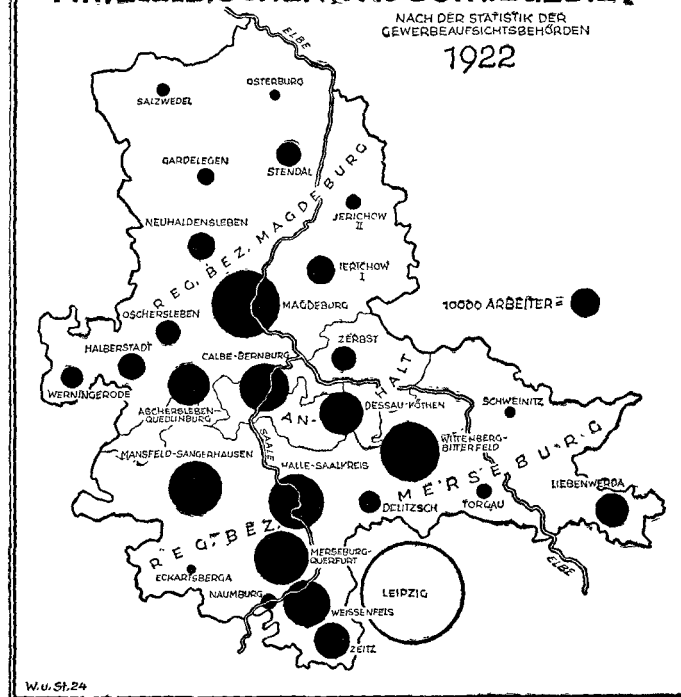 NACH DER STATISTIK DER
GEWERBEAUFSICHTSBEHÖRDEN
1922
ELBE
SALZWEDEL
OSTERBURG
GARDELEGEN
STENDAL
REG. BEZ. MAGDEBURG
JERICHOW
II
NEUHALDENSLEBEN
JERICHOW
I
MAGDEBURG
10000 ARBEITER =
OSCHERSLEBEN
HALBERSTADT
CALBE-BERNBURG
ZERBST
WERNINGERODE
ASCHERSLEBEN-
QUEDLINBURG
AN-
HALT
DESSAU-KÖTHEN
SCHWEINITZ
SAALE
WITTENBERG-
BITTERFELD
MANSFELD-SANGERHAUSEN
HALLE-SAALKREIS
MERSEBURG
LIEBENWERDA
DELITZSCH
TORGAU
REG. BEZ.
MERSEBURG-
QUERFURT
ECKARTSBERGA
ELBE
NAUMBURG
LEIPZIG
WEISSENFELS
ZEITZ
W.u.St.24